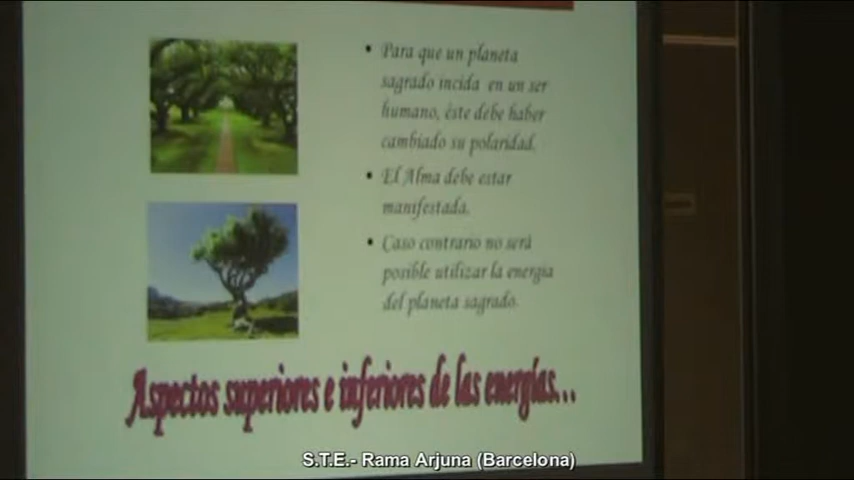 • Para que un planeta
sagrado incida en un ser
humano, éste debe haber
cambiado su polaridad.
• El Alma debe estar
manifestada.
• Caso contrario no será
posible utilizar la energía
del planeta sagrado.
Aspectos superiores e inferiores de las energías...
S.T.E.- Rama Arjuna (Barcelona)